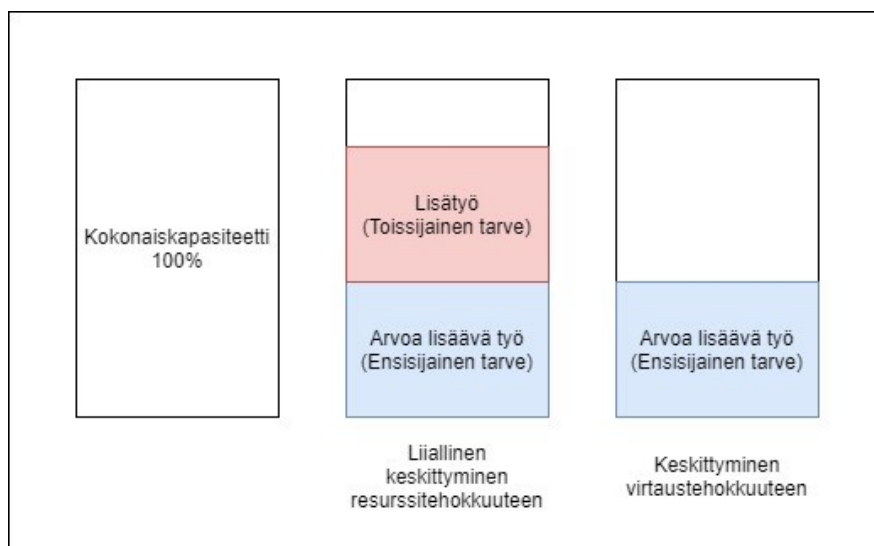 Kokonaiskapasiteetti
100%
Lisätyö
(Toissijainen tarve)
Arvoa lisäävä työ
(Ensisijainen tarve)
Liiallinen
keskittyminen
resurssitehokkuuteen
Arvoa lisäävä työ
(Ensisijainen tarve)
Keskittyminen
virtaustehokkuuteen